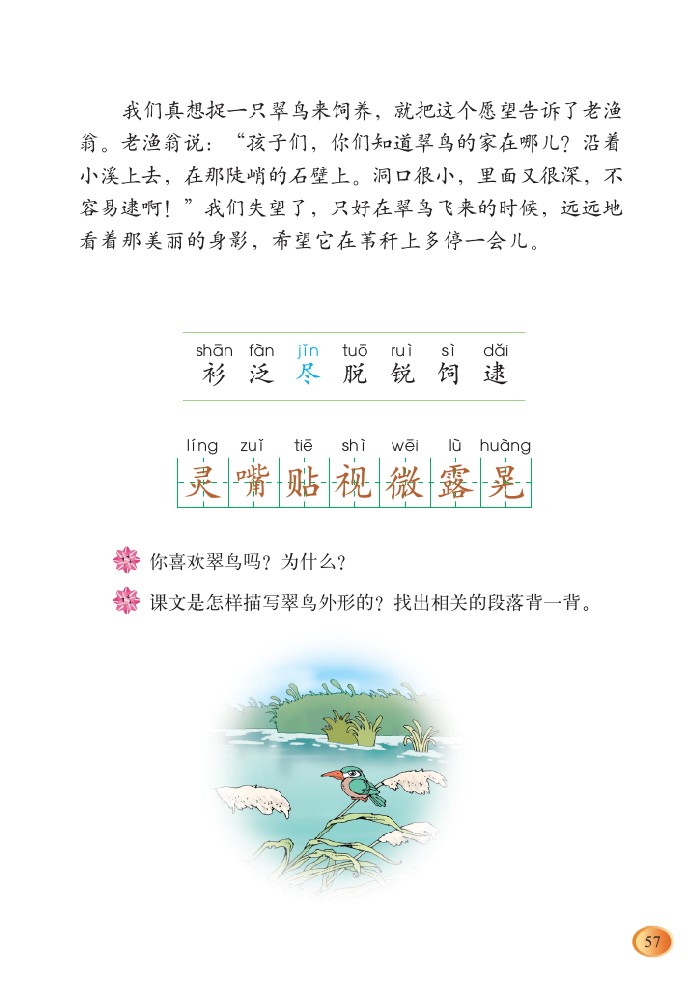 我们真想捉一只翠鸟来饲养，就把这个愿望告诉了老渔
翁。老渔翁说：“孩子们，你们知道翠鸟的家在哪儿？沿着
小溪上去，在那陡峭的石壁上。洞口很小，里面又很深，不
容易逮啊！”我们失望了，只好在翠鸟飞来的时候，远远地
看着那美丽的身影，希望它在苇秆上多停一会儿。
shān fàn jǐn tuō ruì sì dǎi
衫 泛 尽 脱 锐 饲 逮
líng zuǐ tiē shì wēi lù huàng
灵 嘴 贴 视 微 露 晃
你喜欢翠鸟吗？为什么？
课文是怎样描写翠鸟外形的？找出相关的段落背一背。
57